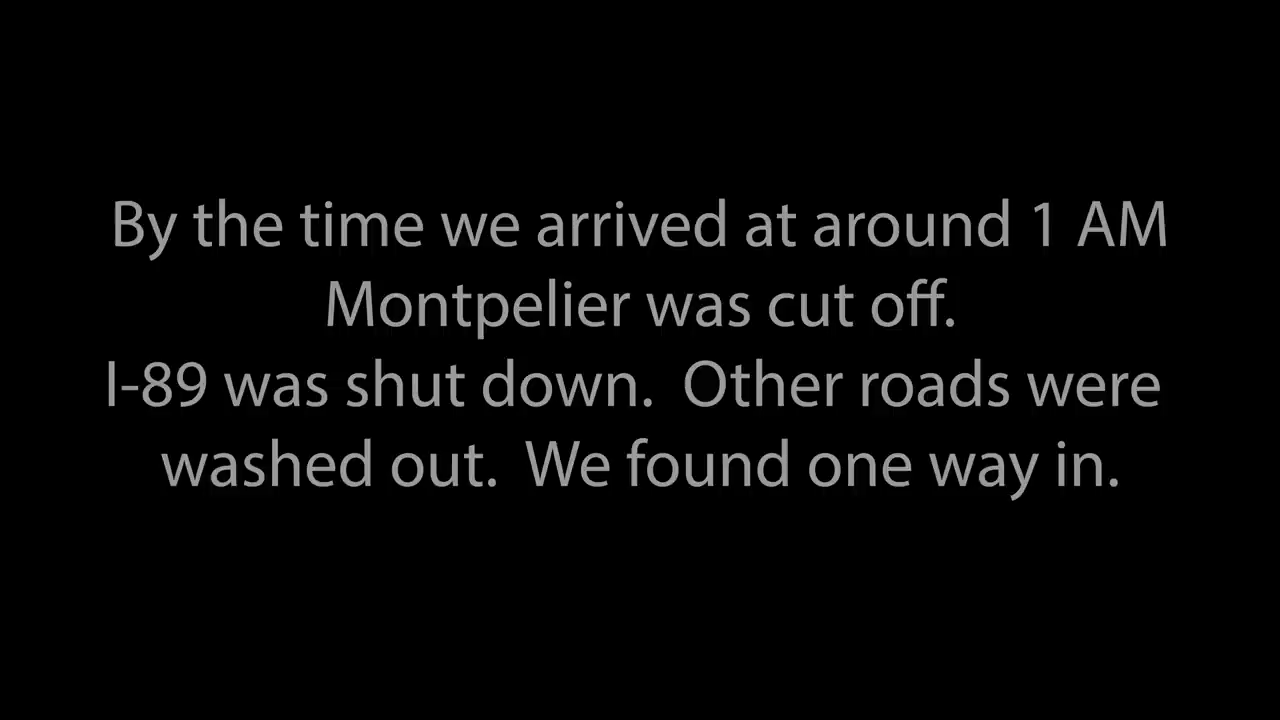 By the time we arrived at around 1 AM
Montpelier was cut off.
I-89 was shut down.  Other roads were
washed out.  We found one way in.